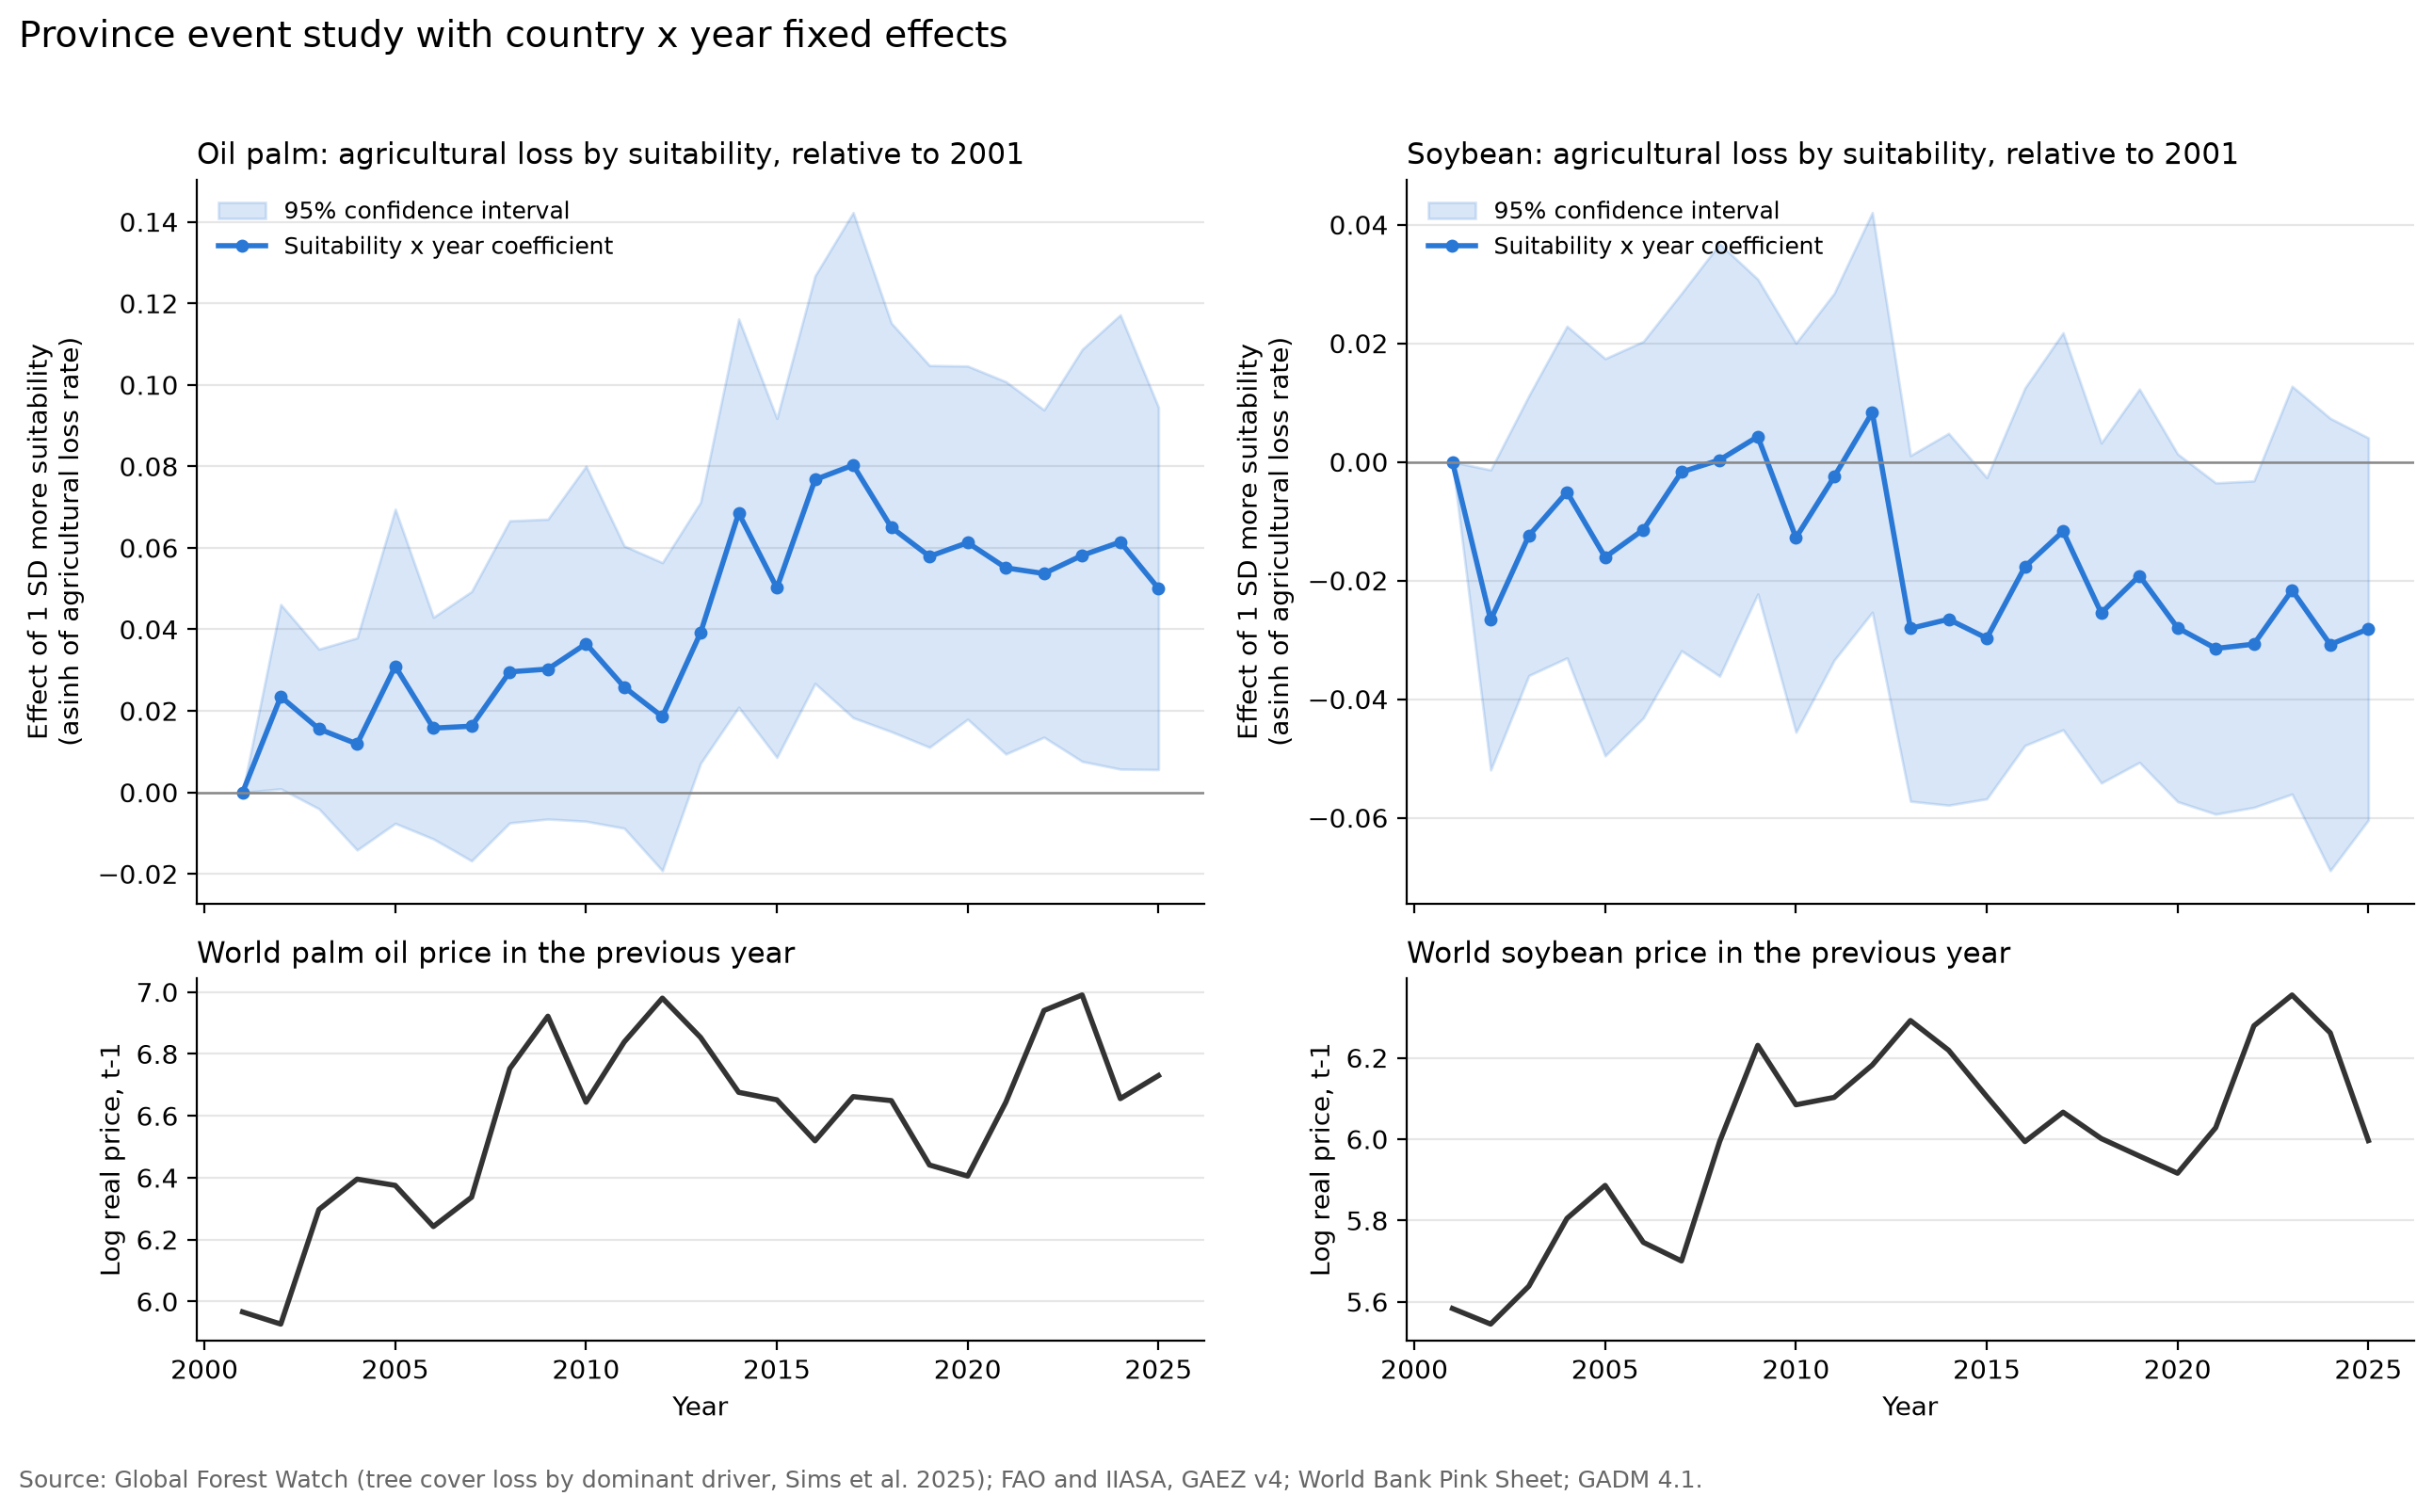 Province event study with country x year fixed effects
Oil palm: agricultural loss by suitability, relative to 2001
95% confidence interval
Suitability x year coefficient
Effect of 1 SD more suitability
(asinh of agricultural loss rate)
0.14
0.12
0.10
0.08
0.06
0.04
0.02
0.00
−0.02
Soybean: agricultural loss by suitability, relative to 2001
95% confidence interval
Suitability x year coefficient
Effect of 1 SD more suitability
(asinh of agricultural loss rate)
0.04
0.02
0.00
−0.02
−0.04
−0.06
World palm oil price in the previous year
Log real price, t-1
7.0
6.8
6.6
6.4
6.2
6.0
2000 2005 2010 2015 2020 2025
Year
World soybean price in the previous year
Log real price, t-1
6.2
6.0
5.8
5.6
2000 2005 2010 2015 2020 2025
Year
Source: Global Forest Watch (tree cover loss by dominant driver, Sims et al. 2025); FAO and IIASA, GAEZ v4; World Bank Pink Sheet; GADM 4.1.